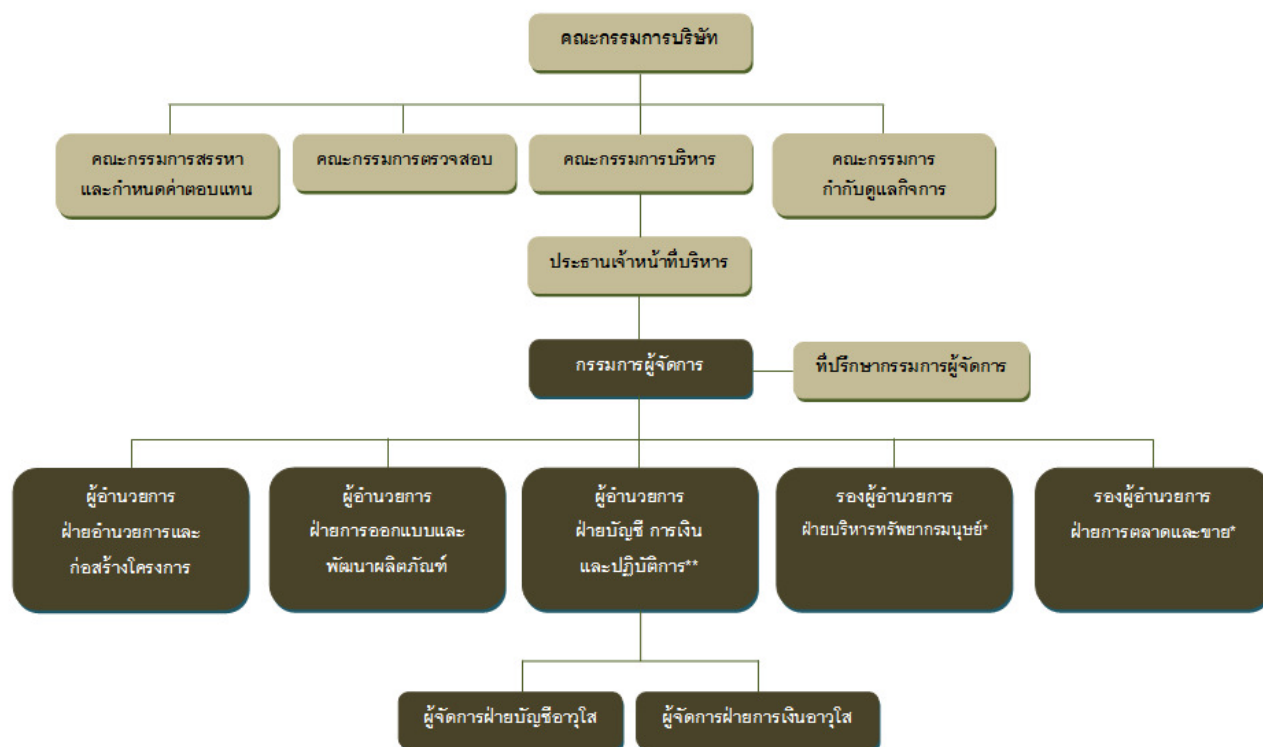 คณะกรรมการบริษัท
คณะกรรมการสรรหา
และกำหนดค่าตอบแทน
คณะกรรมการตรวจสอบ
คณะกรรมการบริหาร
คณะกรรมการ
กำกับดูแลกิจการ
ประธานเจ้าหน้าที่บริหาร
กรรมการผู้จัดการ
ที่ปรึกษากรรมการผู้จัดการ
ผู้อำนวยการ
ฝ่ายอำนวยการและ
ก่อสร้างโครงการ
ผู้อำนวยการ
ฝ่ายการออกแบบและ
พัฒนาผลิตภัณฑ์
ผู้อำนวยการ
ฝ่ายบัญชี การเงิน
และปฏิบัติการ**
รองผู้อำนวยการ
ฝ่ายบริหารทรัพยากรมนุษย์*
รองผู้อำนวยการ
ฝ่ายการตลาดและขาย*
ผู้จัดการฝ่ายบัญชีอาวุโส
ผู้จัดการฝ่ายการเงินอาวุโส